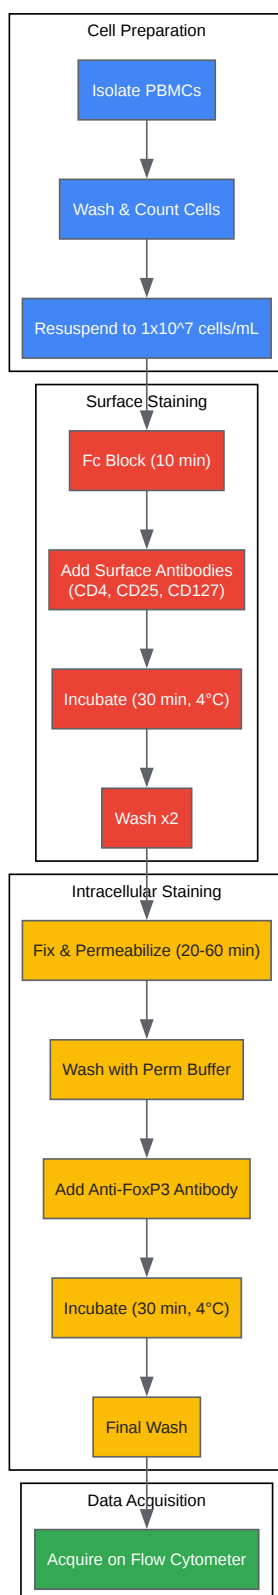 Cell Preparation
Isolate PBMCs
Wash & Count Cells
Resuspend to 1x10^7 cells/mL
Surface Staining
Fc Block (10 min)
Add Surface Antibodies
(CD4, CD25, CD127)
Incubate (30 min, 4°C)
Wash x2
Intracellular Staining
Fix & Permeabilize (20-60 min)
Wash with Perm Buffer
Add Anti-FoxP3 Antibody
Incubate (30 min, 4°C)
Final Wash
Data Acquisition
Acquire on Flow Cytometer